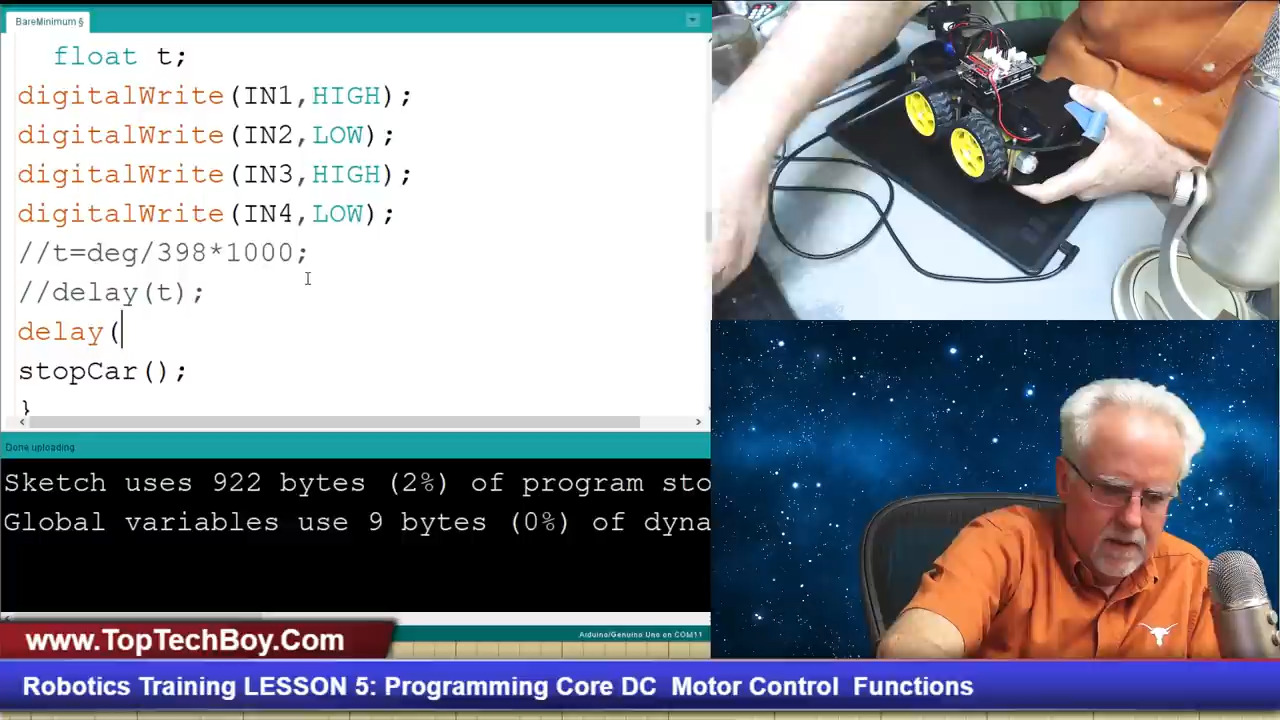 BareMinimum §
float t;
digitalWrite(IN1,HIGH);
digitalWrite(IN2,LOW);
digitalWrite(IN3,HIGH);
digitalWrite(IN4,LOW);
//t=deg/398*1000;
//delay(t);
delay(
stopCar();
}
Done uploading
Sketch uses 922 bytes (2%) of program sto
Global variables use 9 bytes (0%) of dyna
Arduino/Genuino Uno on COM11
www.TopTechBoy.Com
Robotics Training LESSON 5: Programming Core DC Motor Control Functions